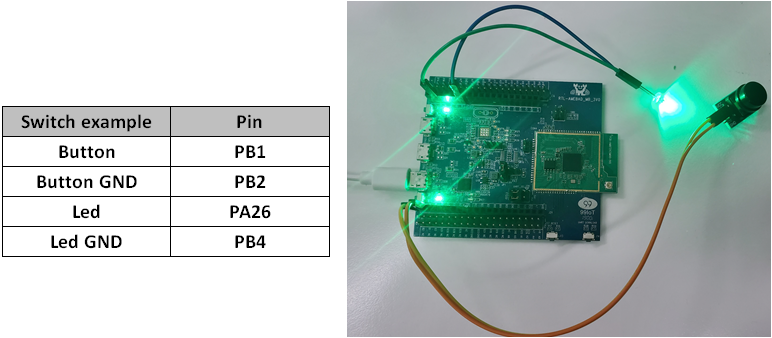 Switch example Pin
Button PB1
Button GND PB2
Led PA26
Led GND PB4